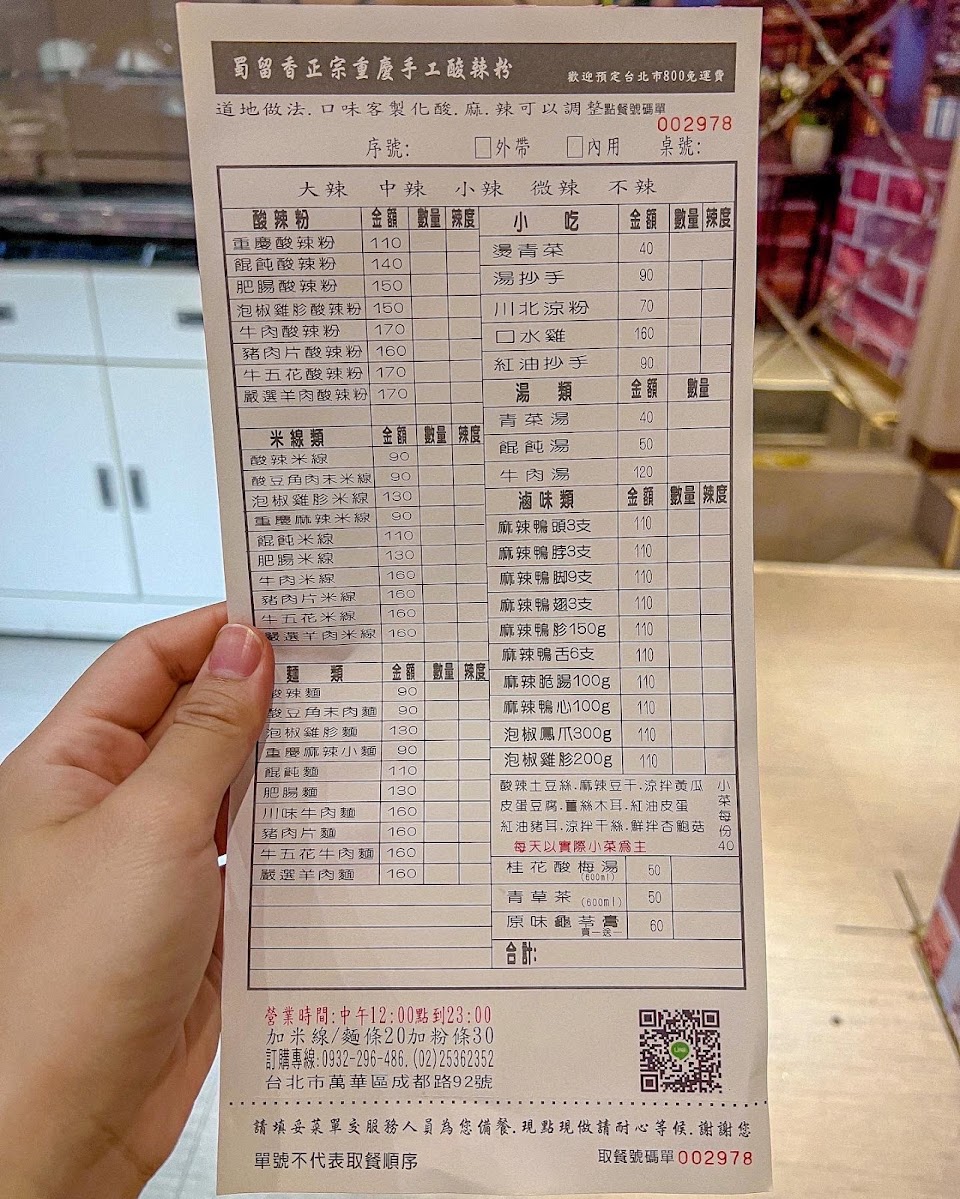 蜀留香正宗重慶手工酸辣粉 歡迎預定台北市800免運費
道地做法.口味客製化酸.麻.辣可以調整點餐號碼單
002978
序號: □外帶 □內用 桌號:
大辣 中辣 小辣 微辣 不辣
酸辣粉 金額 數量 辣度
重慶酸辣粉 110
餛飩酸辣粉 140
肥腸酸辣粉 150
泡椒雞胗酸辣粉 150
牛肉酸辣粉 170
豬肉片酸辣粉 160
牛五花酸辣粉 170
嚴選羊肉酸辣粉 170
米線類 金額 數量 辣度
酸辣米線 90
酸豆角肉末米線 90
泡椒雞胗米線 130
重慶麻辣米線 90
餛飩米線 110
肥腸米線 130
牛肉米線 160
豬肉片米線 160
牛五花米線 160
嚴選羊肉米線 160
麵類 金額 數量 辣度
酸辣麵 90
酸豆角末肉麵 90
泡椒雞胗麵 130
重慶麻辣小麵 90
餛飩麵 110
肥腸麵 130
川味牛肉麵 160
豬肉片麵 160
牛五花牛肉麵 160
嚴選羊肉麵 160
小吃 金額 數量 辣度
燙青菜 40
湯抄手 90
川北涼粉 70
口水雞 160
紅油抄手 90
湯類 金額 數量
青菜湯 40
餛飩湯 50
牛肉湯 120
滷味類 金額 數量 辣度
麻辣鴨頭3支 110
麻辣鴨脖3支 110
麻辣鴨脚9支 110
麻辣鴨翅3支 110
麻辣鴨胗150g 110
麻辣鴨舌6支 110
麻辣脆腸100g 110
麻辣鴨心100g 110
泡椒鳳爪300g 110
泡椒雞胗200g 110
酸辣土豆絲.麻辣豆干.涼拌黃瓜
皮蛋豆腐.薑絲木耳.紅油皮蛋
紅油豬耳.涼拌干絲.鮮拌杏鮑菇
每天以實際小菜為主
小菜每份40
桂花酸梅湯(600ml) 50
青草茶(600ml) 50
原味龜苓膏 買一送一 60
合計:
營業時間:中午12:00點到23:00
加米線/麵條20加粉條30
訂購專線:0932-296-486,(02)25362352
台北市萬華區成都路92號
LINE
請填妥菜單交服務人員為您備餐.現點現做請耐心等候.謝謝您
單號不代表取餐順序 取餐號碼單002978